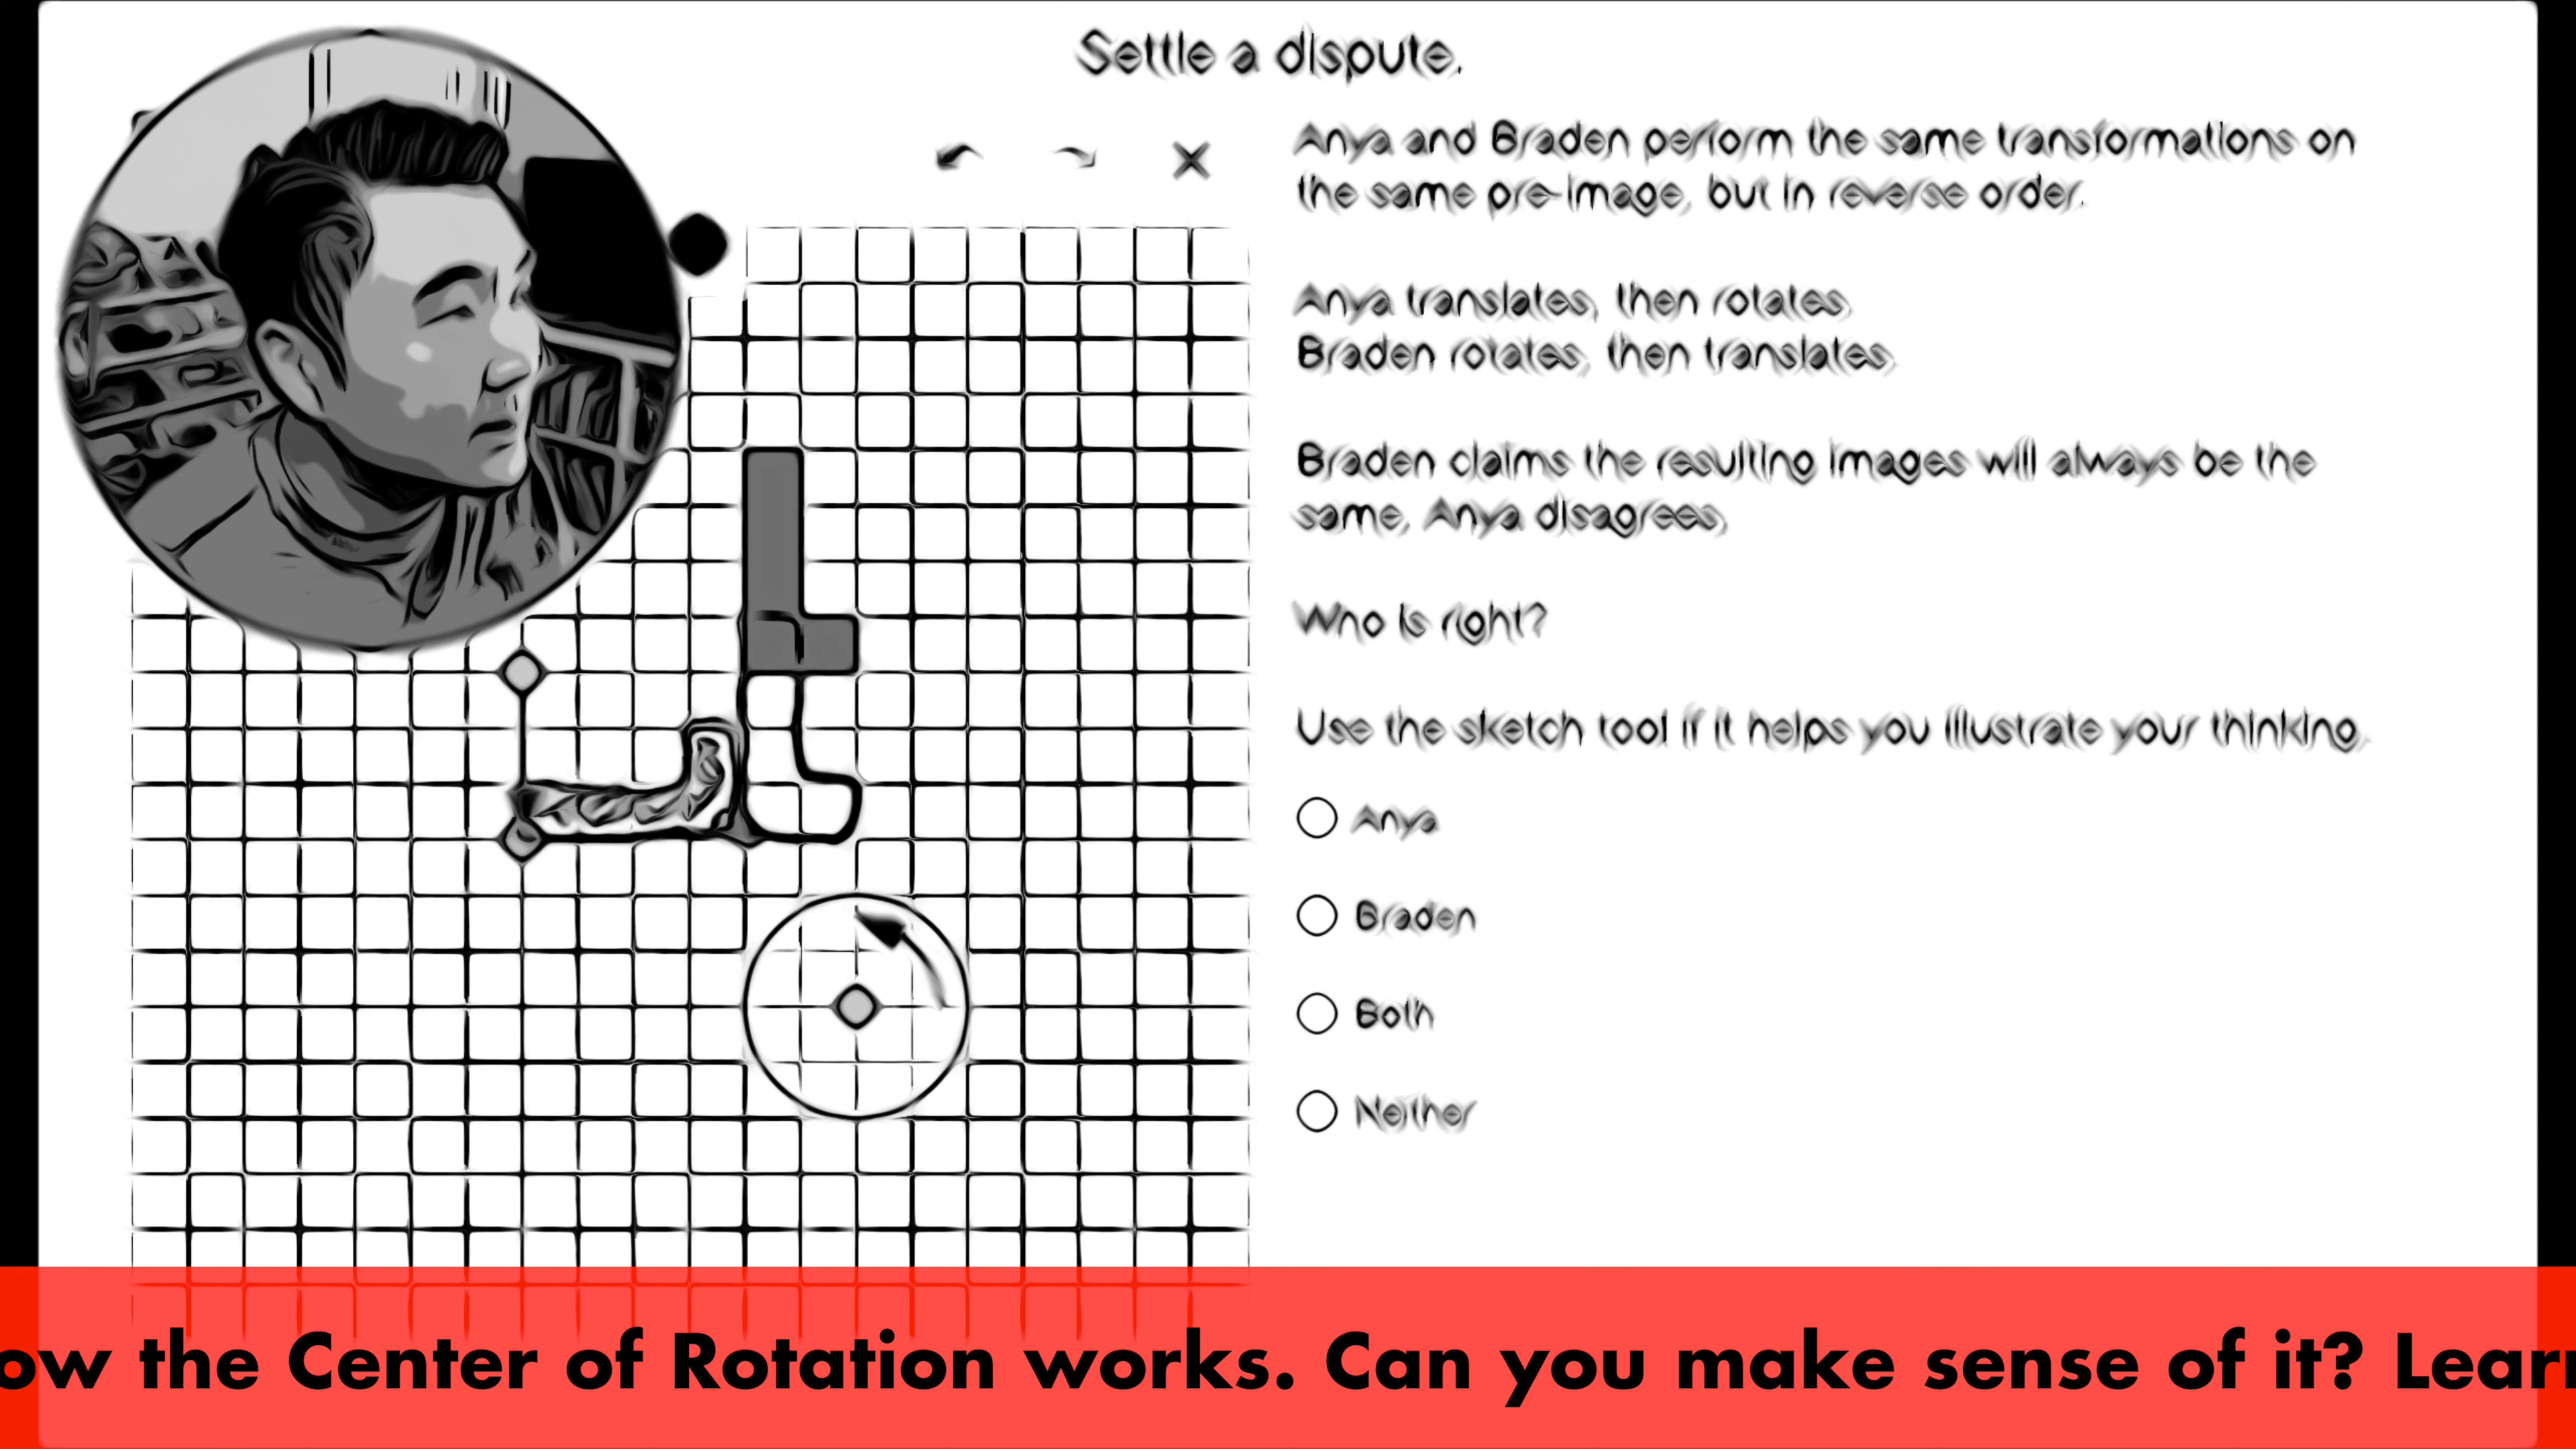 Settle a dispute.
Anya and Braden perform the same transformations on
the same pre-image, but in reverse order.
Anya translates, then rotates.
Braden rotates, then translates.
Braden claims the resulting images will always be the
same. Anya disagrees.
Who is right?
Use the sketch tool if it helps you illustrate your thinking.
Anya
Braden
Both
Neither
ow the Center of Rotation works. Can you make sense of it? Lear